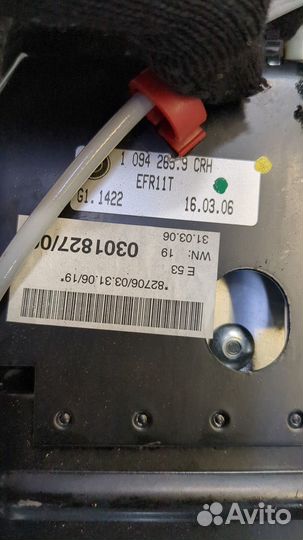 1 094 265.9 CRH
EFR11T
G1.1422 16.03.06
E 53
WN: 19
31.03.06
0301827/0
*82706/03.31.06/19*
Avito